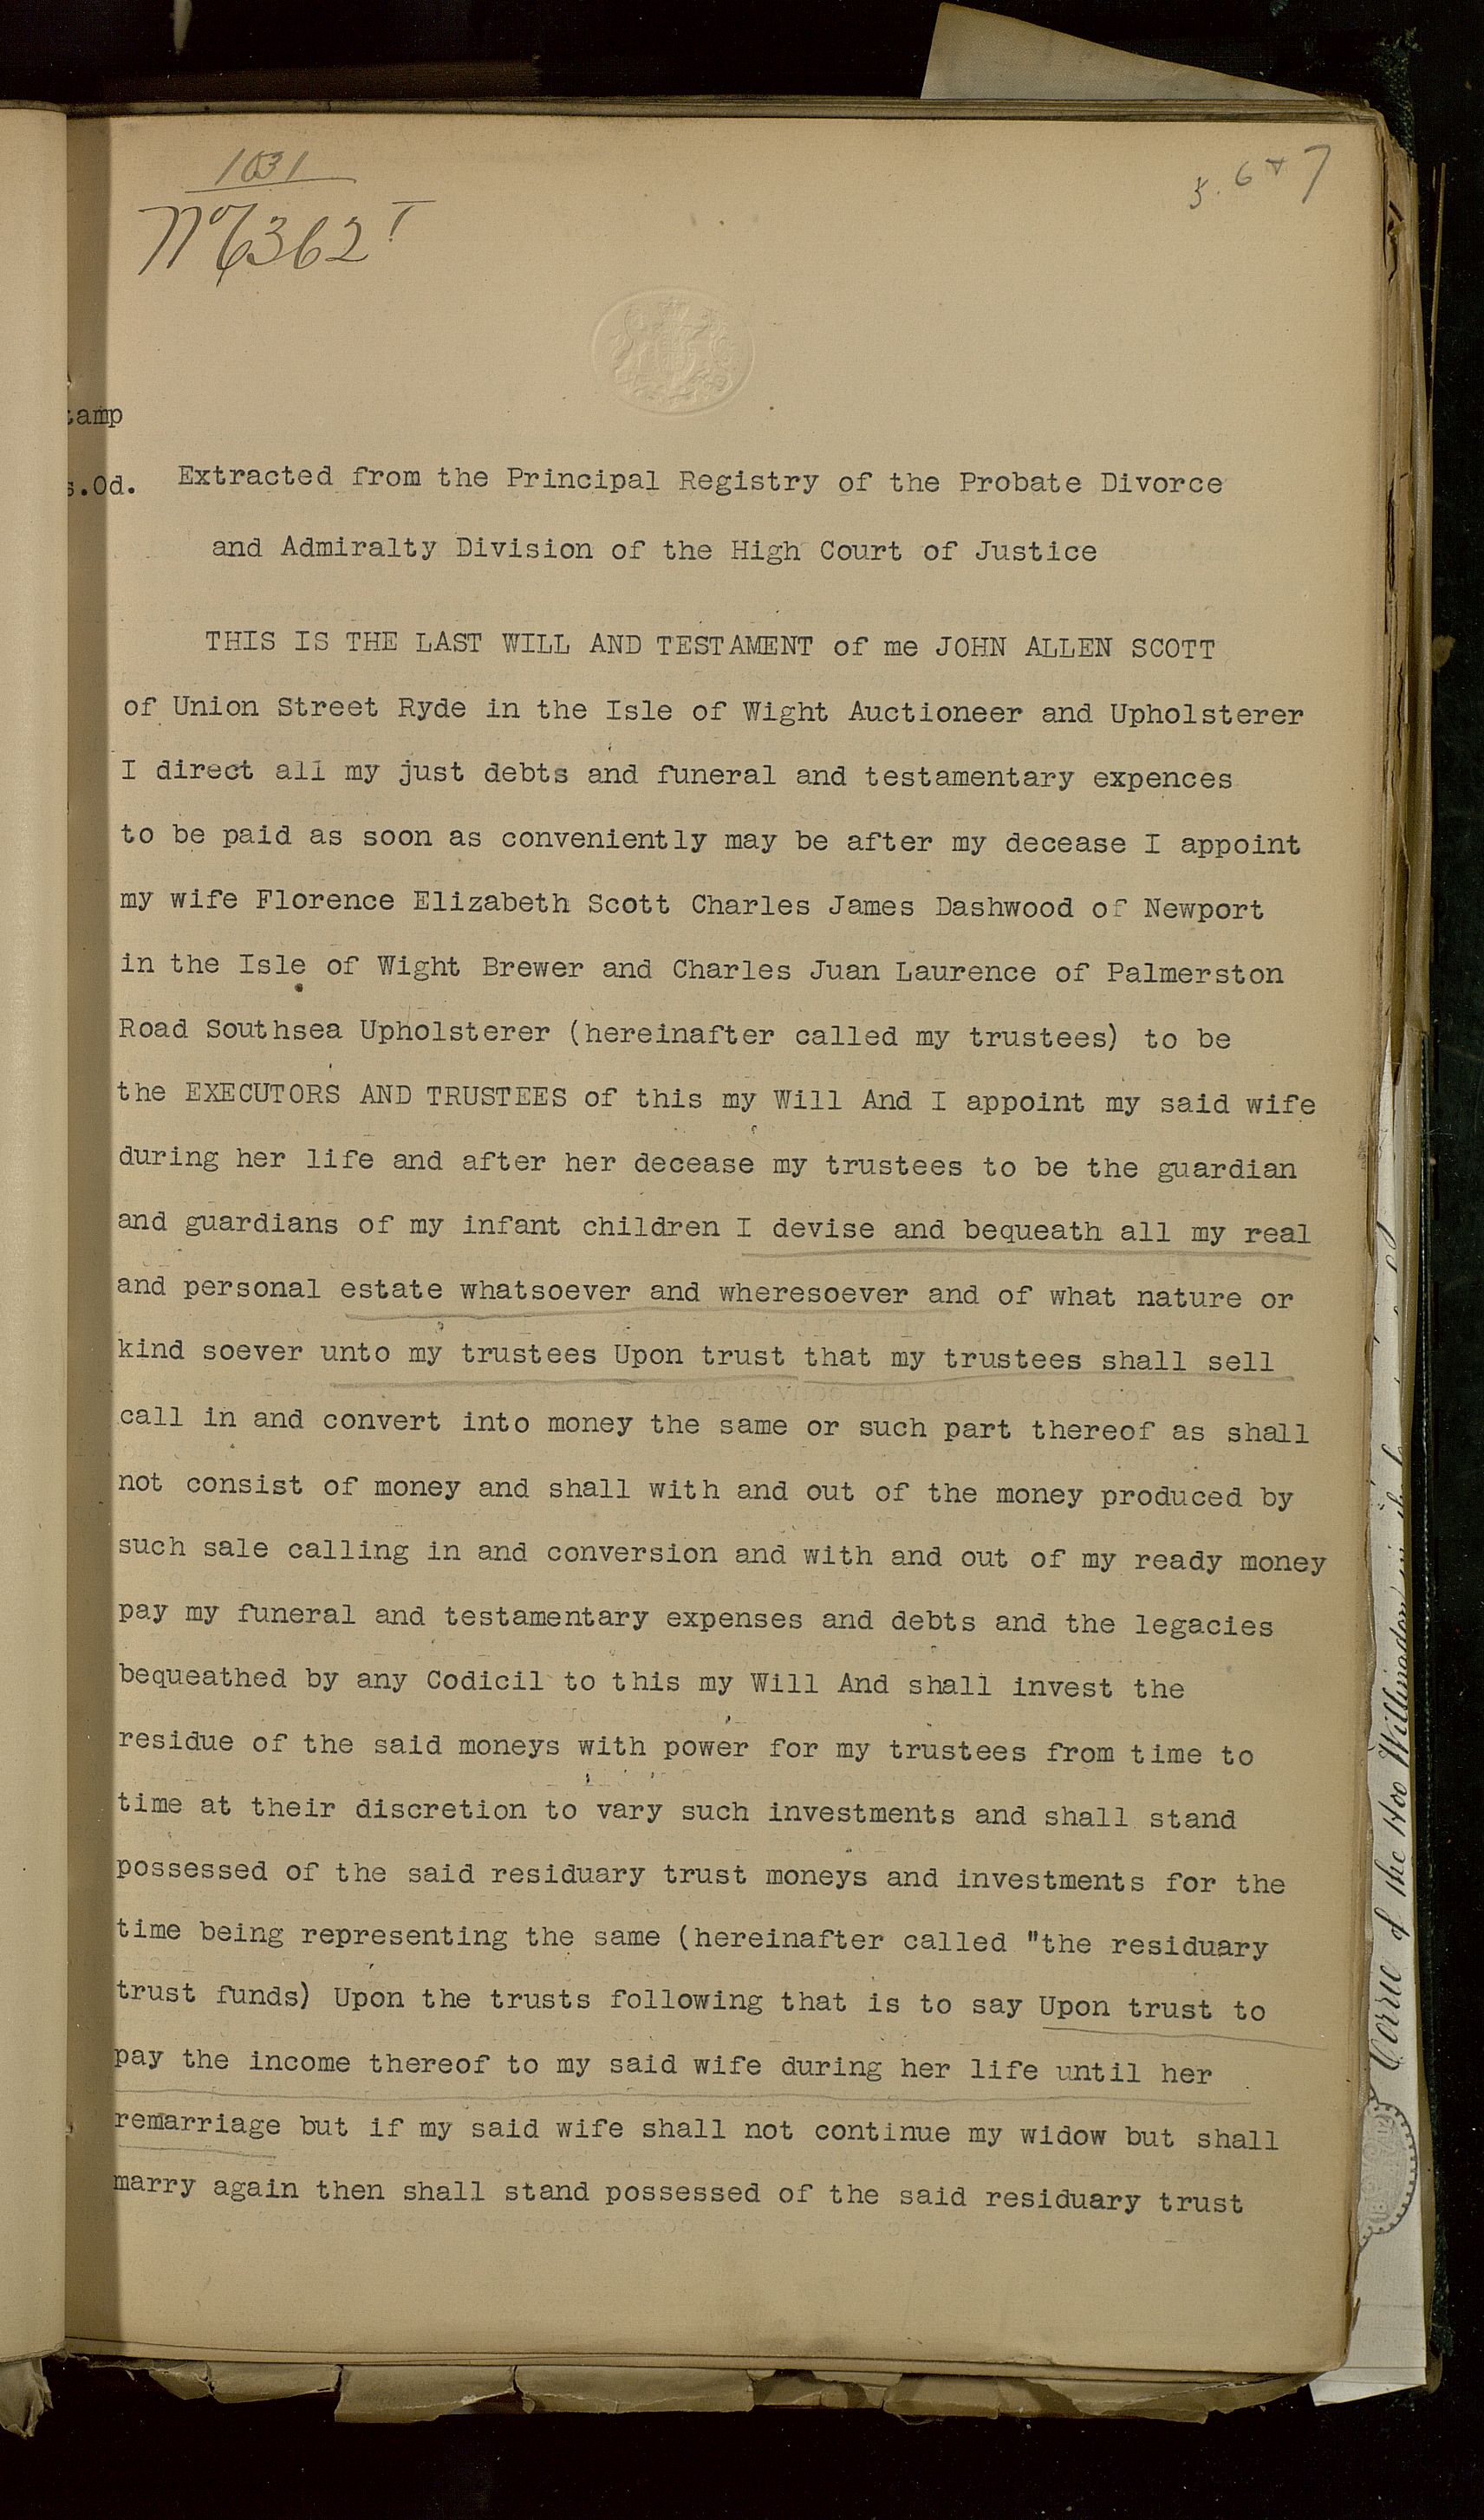 1031
5. 6 & 7
No 6362 T
tamp
s.0d.
Extracted from the Principal Registry of the Probate Divorce
and Admiralty Division of the High Court of Justice
THIS IS THE LAST WILL AND TESTAMENT of me JOHN ALLEN SCOTT
of Union Street Ryde in the Isle of Wight Auctioneer and Upholsterer
I direct all my just debts and funeral and testamentary expences
to be paid as soon as conveniently may be after my decease I appoint
my wife Florence Elizabeth Scott Charles James Dashwood of Newport
in the Isle of Wight Brewer and Charles Juan Laurence of Palmerston
Road Southsea Upholsterer (hereinafter called my trustees) to be
the EXECUTORS AND TRUSTEES of this my Will And I appoint my said wife
during her life and after her decease my trustees to be the guardian
and guardians of my infant children I devise and bequeath all my real
and personal estate whatsoever and wheresoever and of what nature or
kind soever unto my trustees Upon trust that my trustees shall sell
call in and convert into money the same or such part thereof as shall
not consist of money and shall with and out of the money produced by
such sale calling in and conversion and with and out of my ready money
pay my funeral and testamentary expenses and debts and the legacies
bequeathed by any Codicil to this my Will And shall invest the
residue of the said moneys with power for my trustees from time to
time at their discretion to vary such investments and shall stand
possessed of the said residuary trust moneys and investments for the
time being representing the same (hereinafter called "the residuary
trust funds) Upon the trusts following that is to say Upon trust to
pay the income thereof to my said wife during her life until her
remarriage but if my said wife shall not continue my widow but shall
marry again then shall stand possessed of the said residuary trust
Corrie of the Hoo Willingdon in the